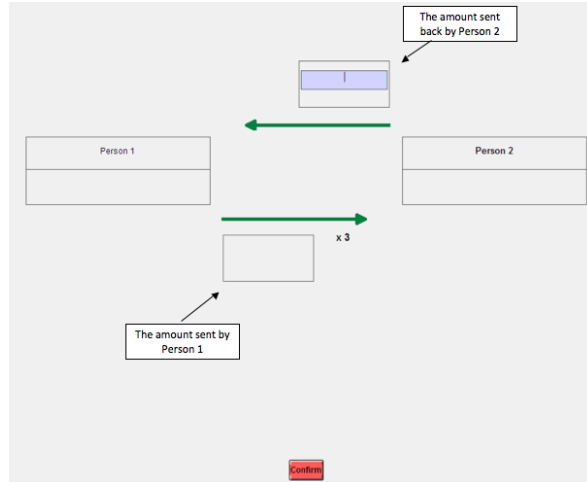 The amount sent
back by Person 2
Person 1
Person 2
x 3
The amount sent by
Person 1
Confirm